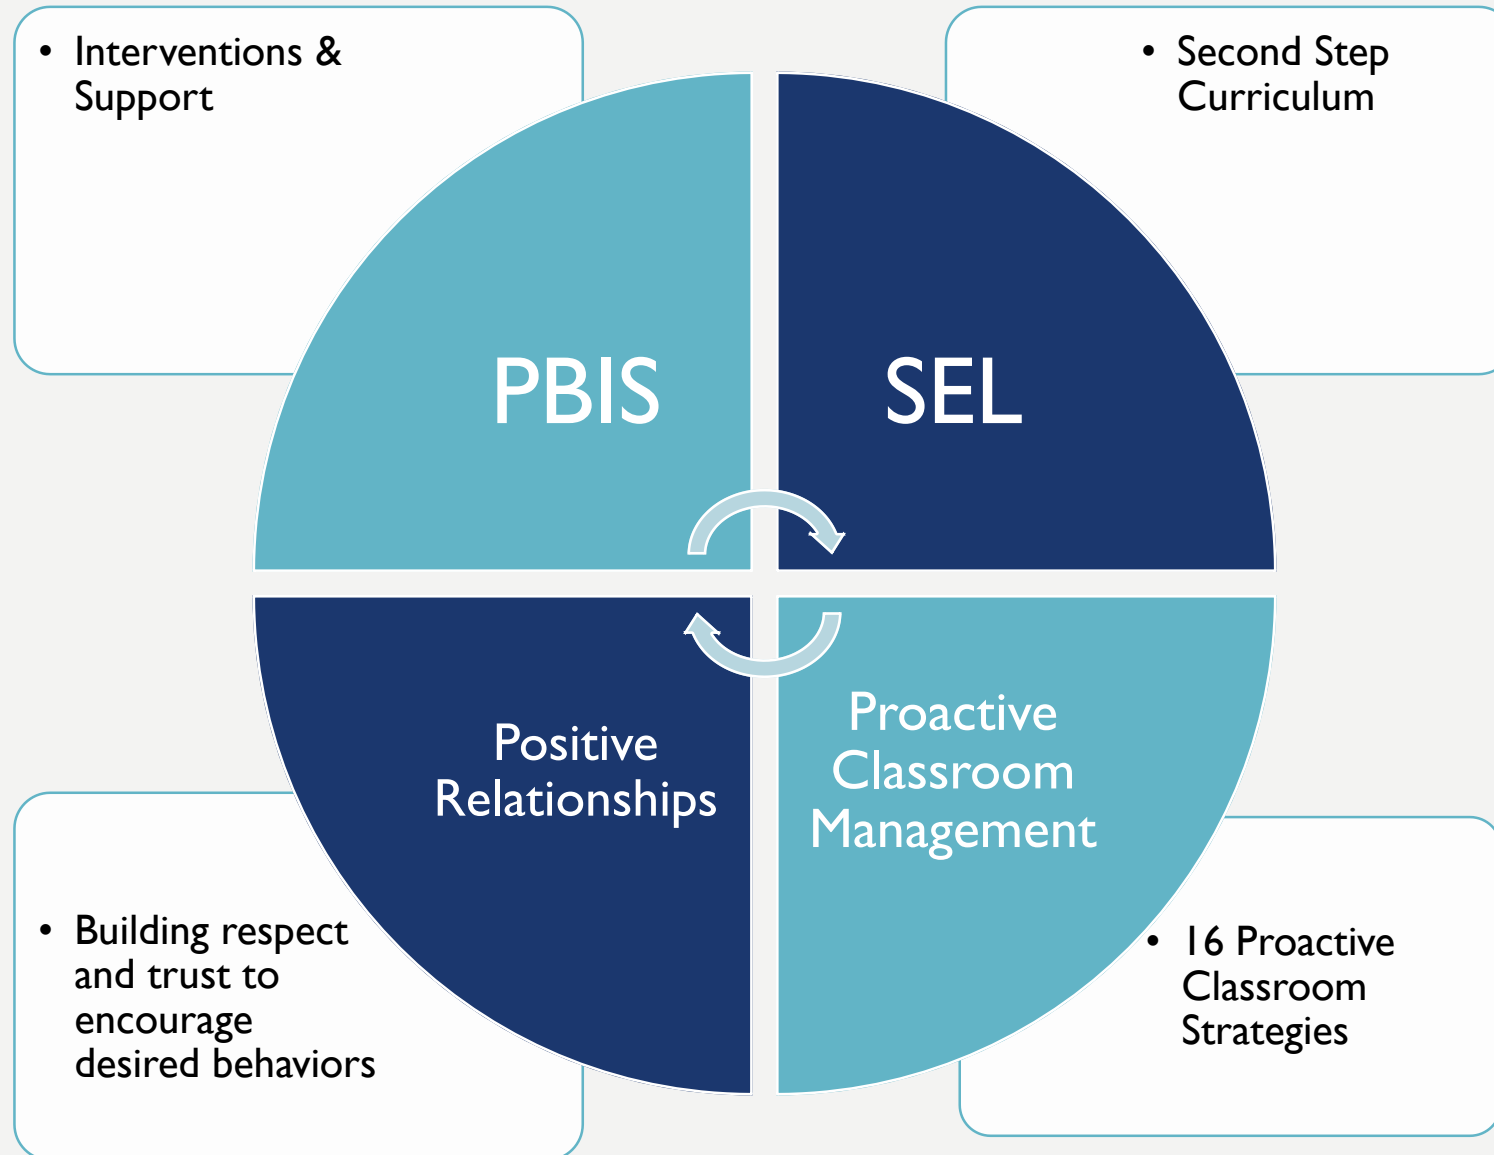 • Interventions &
Support
• Second Step
Curriculum
PBIS
SEL
Positive
Relationships
Proactive
Classroom
Management
• Building respect
and trust to
encourage
desired behaviors
• 16 Proactive
Classroom
Strategies